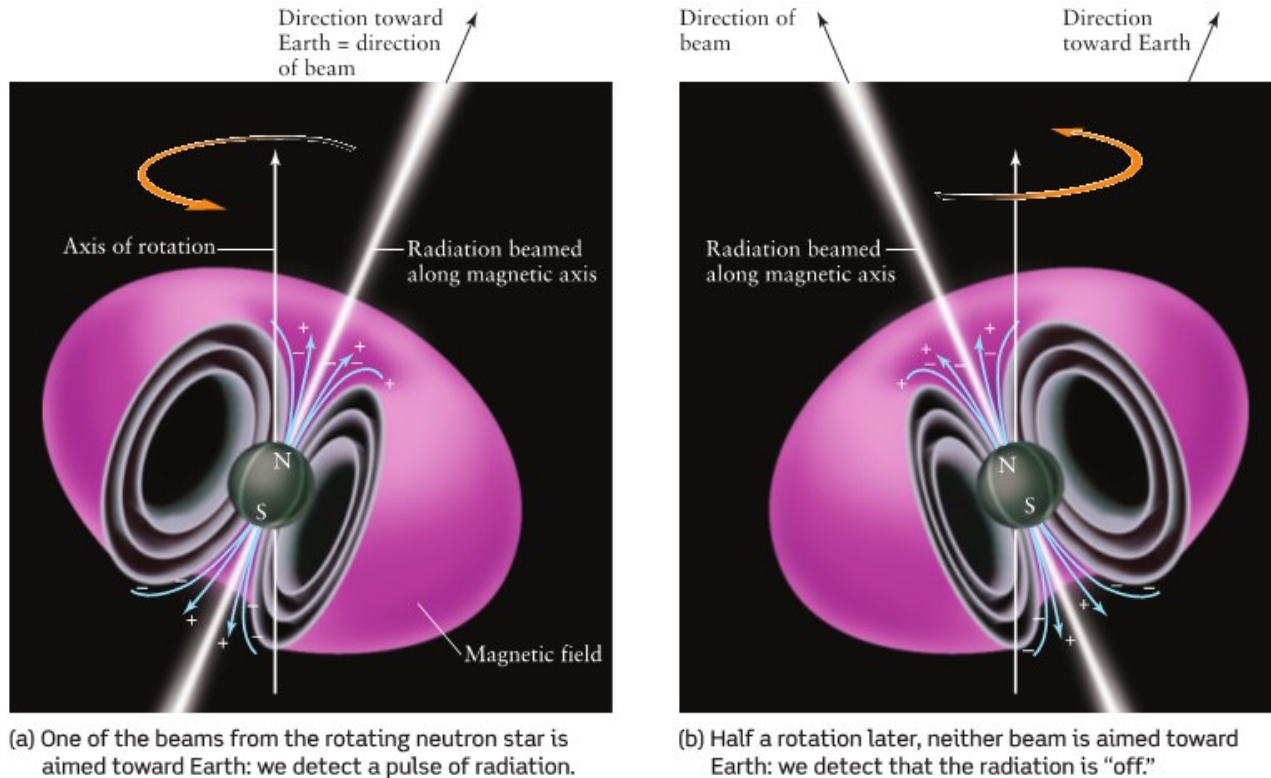 Direction toward
Earth = direction
of beam
Axis of rotation
Radiation beamed
along magnetic axis
+
+
−
−
−
+
N
S
−
−
+
+
−
−
Magnetic field
(a) One of the beams from the rotating neutron star is
aimed toward Earth: we detect a pulse of radiation.
Direction of
beam
Direction
toward Earth
Radiation beamed
along magnetic axis
+
+
−
−
−
+
N
S
−
−
+
+
−
−
(b) Half a rotation later, neither beam is aimed toward
Earth: we detect that the radiation is “off.”